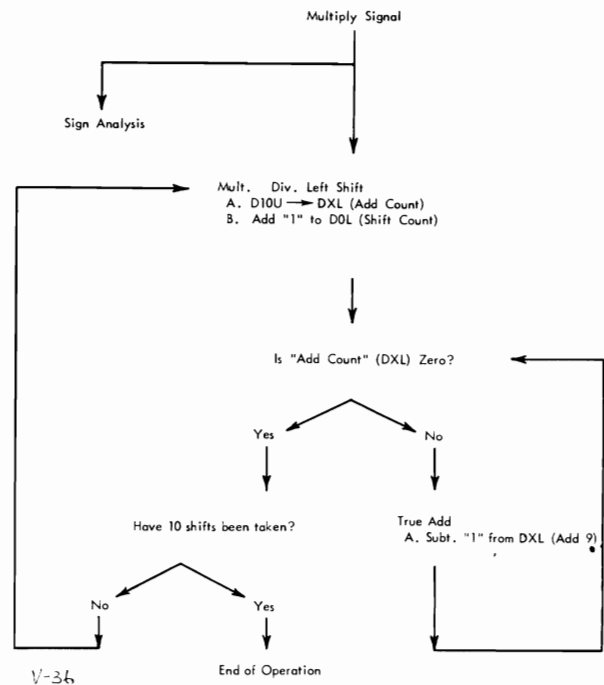 Multiply Signal
Sign Analysis
Mult. Div. Left Shift
A. D10U → DXL (Add Count)
B. Add "1" to D0L (Shift Count)
Is "Add Count" (DXL) Zero?
Yes
No
Have 10 shifts been taken?
True Add
A. Subt. "1" from DXL (Add 9)
No
Yes
End of Operation
V-36